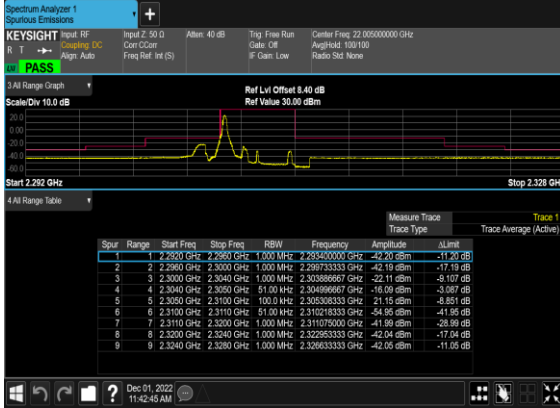 Spectrum Analyzer 1
Spurious Emissions
+
KEYSIGHT Input: RF Input Z: 50 Ω Atten: 40 dB Trig: Free Run Center Freq: 22.005000000 GHz
R T Coupling: DC Corr CCorr Gate: Off Avg|Hold: 100/100
Align: Auto Freq Ref: Int (S) IF Gain: Low Radio Std: None
LXI PASS
3 All Range Graph Ref Lvl Offset 8.40 dB
Scale/Div 10.0 dB Ref Value 30.00 dBm
20.0
0.00
-20.0
-40.0
-60.0
Start 2.292 GHz Stop 2.328 GH
4 All Range Table
Measure Trace Trace 1
Trace Type Trace Average (Active)
Spur Range Start Freq Stop Freq RBW Frequency Amplitude ΔLimit
1 1 2.2920 GHz 2.2960 GHz 1.000 MHz 2.293400000 GHz -42.20 dBm -11.20 dB
2 2 2.2960 GHz 2.3000 GHz 1.000 MHz 2.299733333 GHz -42.19 dBm -17.19 dB
3 3 2.3000 GHz 2.3040 GHz 1.000 MHz 2.303886667 GHz -22.11 dBm -9.107 dB
4 4 2.3040 GHz 2.3050 GHz 51.00 kHz 2.304996667 GHz -16.09 dBm -3.087 dB
5 5 2.3050 GHz 2.3100 GHz 100.0 kHz 2.305308333 GHz 21.15 dBm -8.851 dB
6 6 2.3100 GHz 2.3110 GHz 51.00 kHz 2.310218333 GHz -54.95 dBm -41.95 dB
7 7 2.3110 GHz 2.3200 GHz 1.000 MHz 2.311075000 GHz -41.99 dBm -28.99 dB
8 8 2.3200 GHz 2.3240 GHz 1.000 MHz 2.322953333 GHz -42.04 dBm -17.04 dB
9 9 2.3240 GHz 2.3280 GHz 1.000 MHz 2.326633333 GHz -42.05 dBm -11.05 dB
? Dec 01, 2022
11:42:45 AM